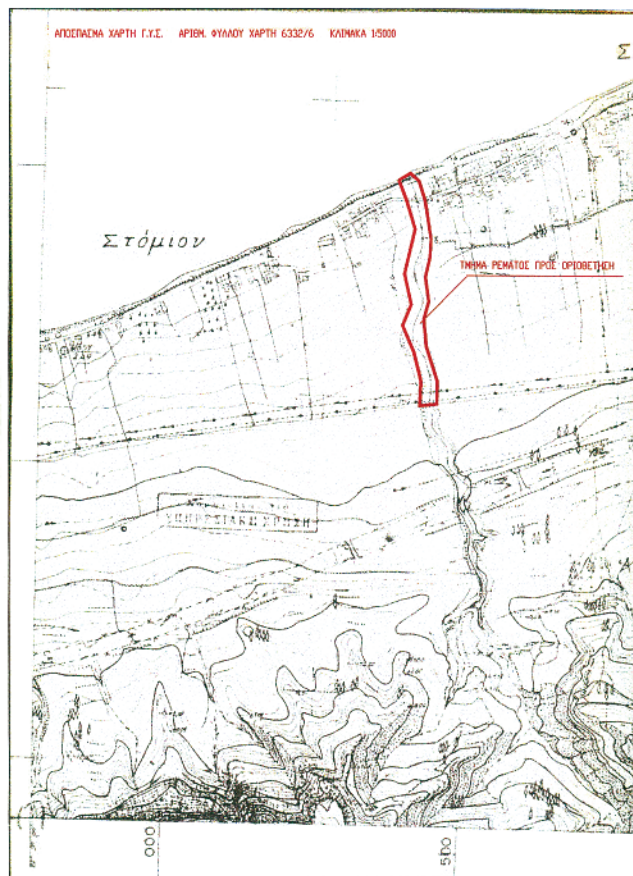 ΑΠΟΣΠΑΣΜΑ ΧΑΡΤΗ Γ.Υ.Σ. ΑΡΙΘΜ. ΦΥΛΛΟΥ ΧΑΡΤΗ 6332/6 ΚΛΙΜΑΚΑ 1:5000
Σ
Στόμιον
ΤΜΗΜΑ ΡΕΜΑΤΟΣ ΠΡΟΣ ΟΡΙΟΘΕΤΗΣΗ
ΥΠΗΡΕΣΙΑΚΗ ΧΡΗΣΗ
000
500